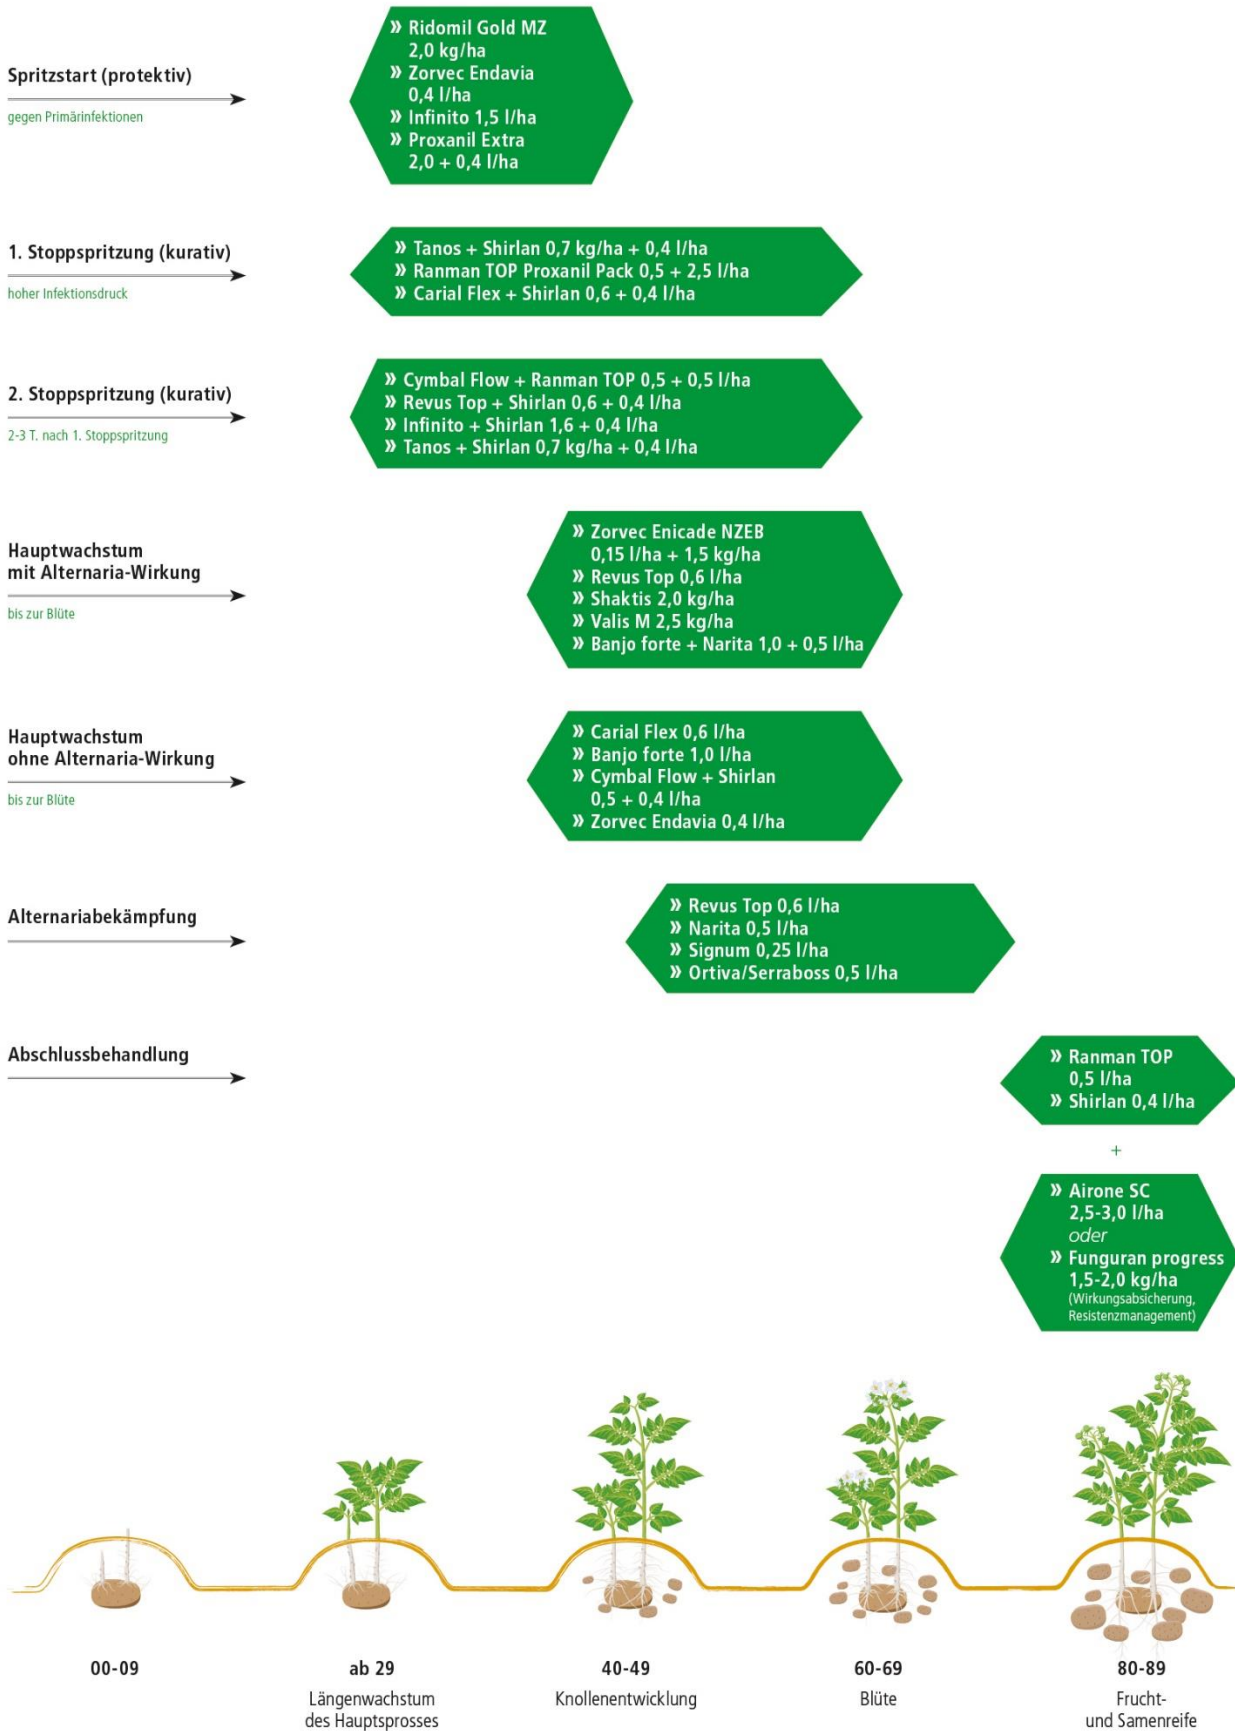 Spritzstart (protektiv)
gegen Primärinfektionen
» Ridomil Gold MZ
2,0 kg/ha
» Zorvec Endavia
0,4 l/ha
» Infinito 1,5 l/ha
» Proxanil Extra
2,0 + 0,4 l/ha
1. Stoppspritzung (kurativ)
hoher Infektionsdruck
» Tanos + Shirlan 0,7 kg/ha + 0,4 l/ha
» Ranman TOP Proxanil Pack 0,5 + 2,5 l/ha
» Carial Flex + Shirlan 0,6 + 0,4 l/ha
2. Stoppspritzung (kurativ)
2-3 T. nach 1. Stoppspritzung
» Cymbal Flow + Ranman TOP 0,5 + 0,5 l/ha
» Revus Top + Shirlan 0,6 + 0,4 l/ha
» Infinito + Shirlan 1,6 + 0,4 l/ha
» Tanos + Shirlan 0,7 kg/ha + 0,4 l/ha
Hauptwachstum
mit Alternaria-Wirkung
bis zur Blüte
» Zorvec Enicade NZEB
0,15 l/ha + 1,5 kg/ha
» Revus Top 0,6 l/ha
» Shaktis 2,0 kg/ha
» Valis M 2,5 kg/ha
» Banjo forte + Narita 1,0 + 0,5 l/ha
Hauptwachstum
ohne Alternaria-Wirkung
bis zur Blüte
» Carial Flex 0,6 l/ha
» Banjo forte 1,0 l/ha
» Cymbal Flow + Shirlan
0,5 + 0,4 l/ha
» Zorvec Endavia 0,4 l/ha
Alternariabekämpfung
» Revus Top 0,6 l/ha
» Narita 0,5 l/ha
» Signum 0,25 l/ha
» Ortiva/Serraboss 0,5 l/ha
Abschlussbehandlung
» Ranman TOP
0,5 l/ha
» Shirlan 0,4 l/ha
+
» Airone SC
2,5-3,0 l/ha
oder
» Funguran progress
1,5-2,0 kg/ha
(Wirkungsabsicherung,
Resistenzmanagement)
00-09
ab 29
Längenwachstum
des Hauptsprosses
40-49
Knollenentwicklung
60-69
Blüte
80-89
Frucht-
und Samenreife